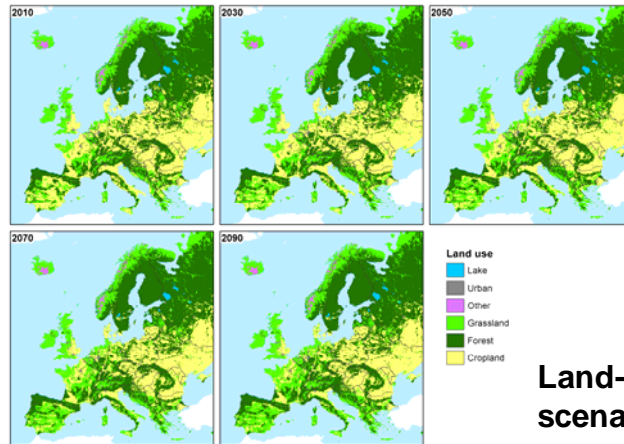 2010
2030
2050
2070
2090
Land use
Lake
Urban
Other
Grassland
Forest
Cropland
Land-
scena